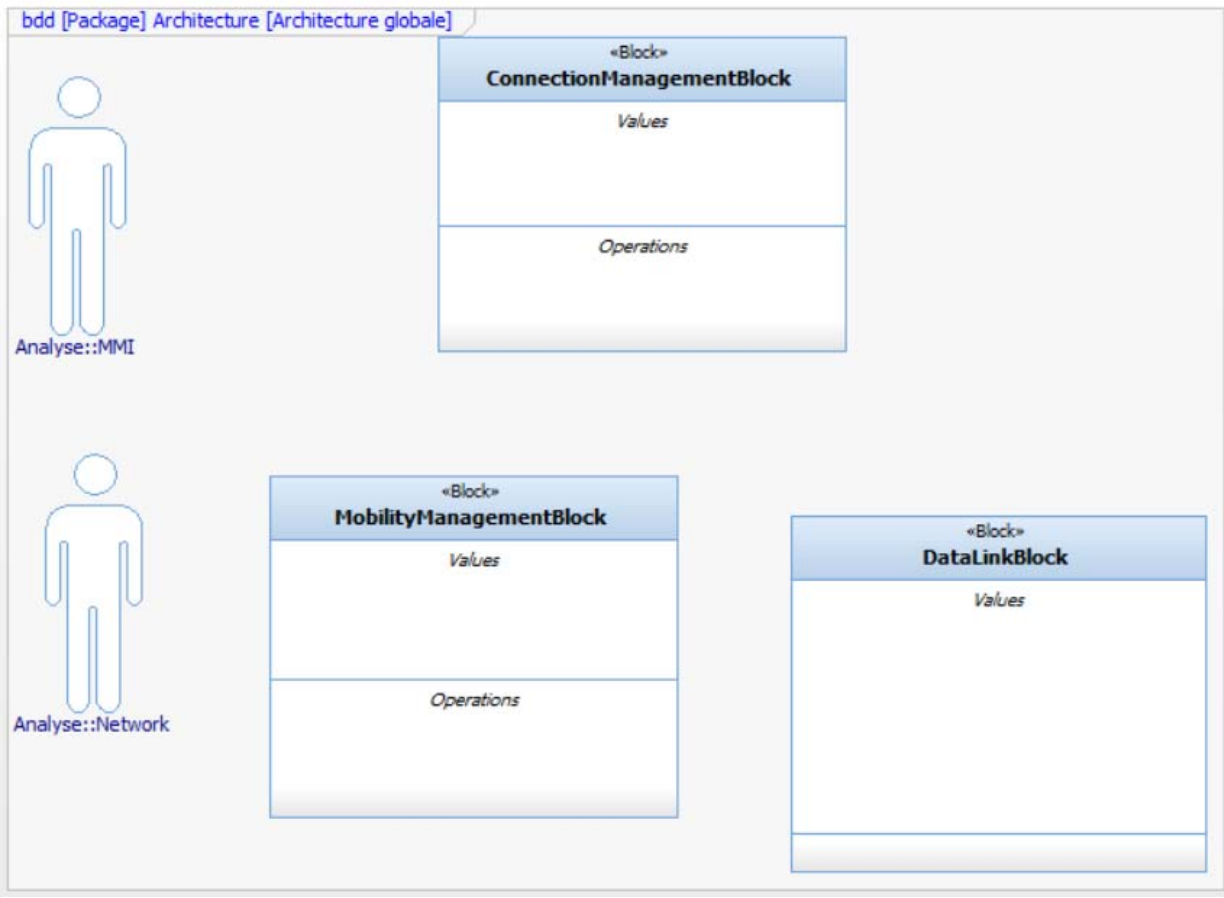 bdd [Package] Architecture [Architecture globale]
«Block»
ConnectionManagementBlock
Values
Operations
Analyse::MMI
«Block»
MobilityManagementBlock
Values
Operations
«Block»
DataLinkBlock
Values
Analyse::Network